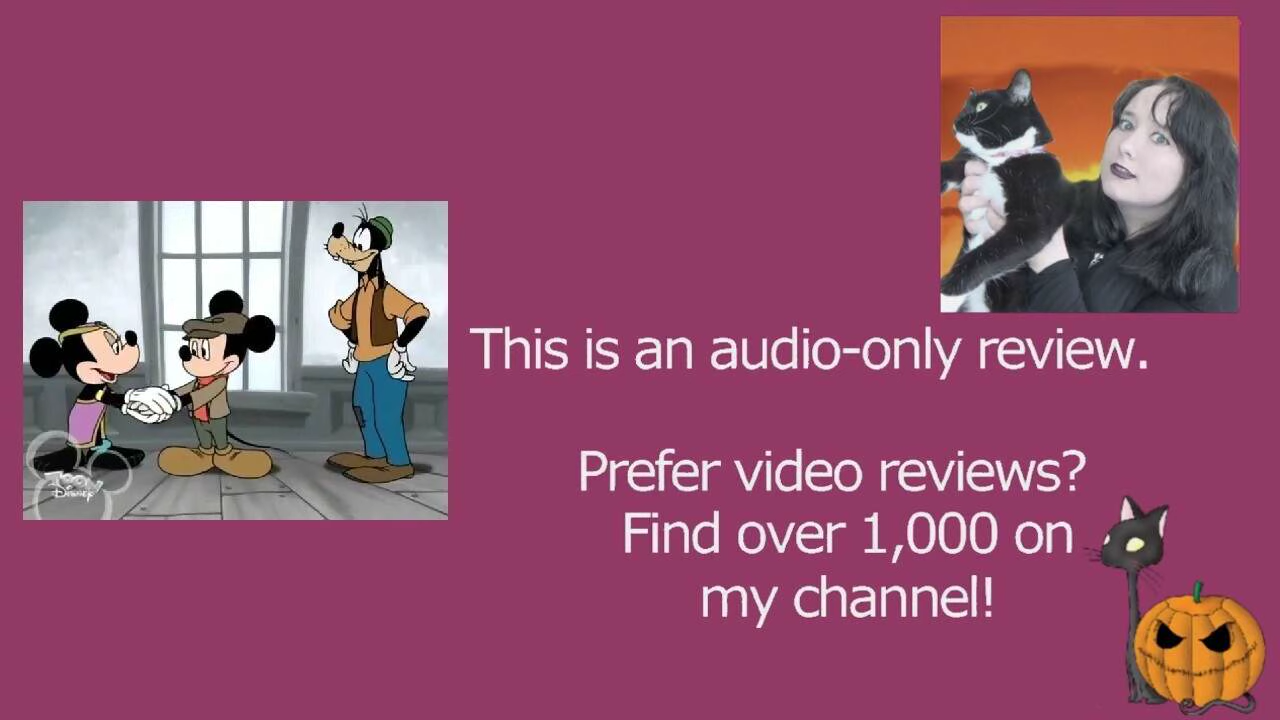 This is an audio-only review.
Prefer video reviews?
Find over 1,000 on
my channel!
TOON
DISNEY